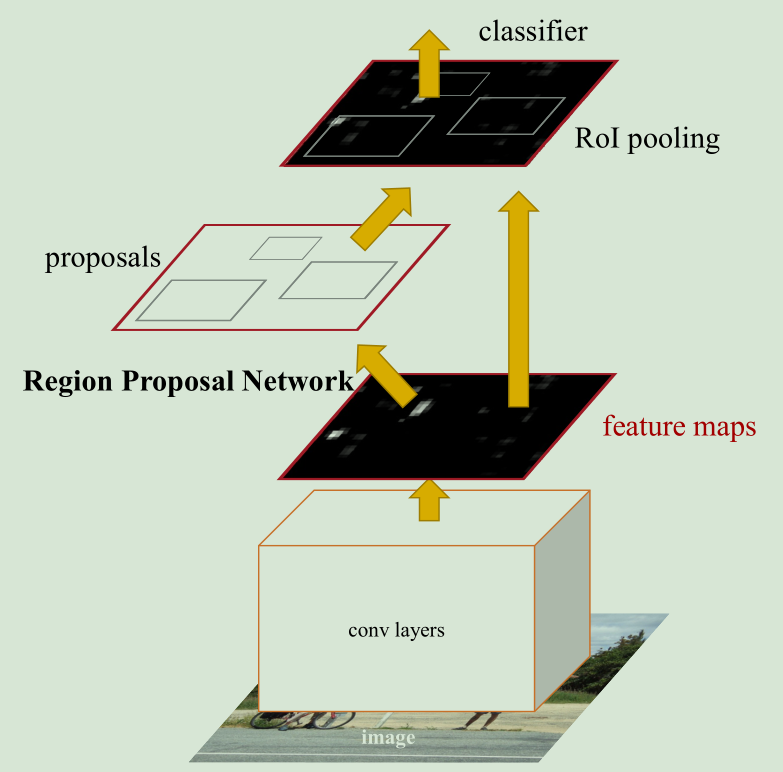 classifier
RoI pooling
proposals
Region Proposal Network
feature maps
conv layers
image